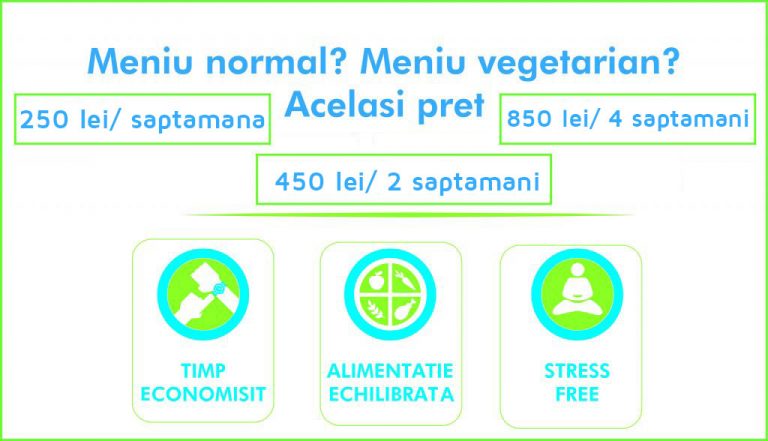 Meniu normal? Meniu vegetarian?
Acelasi pret
250 lei/ saptamana
850 lei/ 4 saptamani
450 lei/ 2 saptamani
TIMP
ECONOMISIT
ALIMENTATIE
ECHILIBRATA
STRESS
FREE